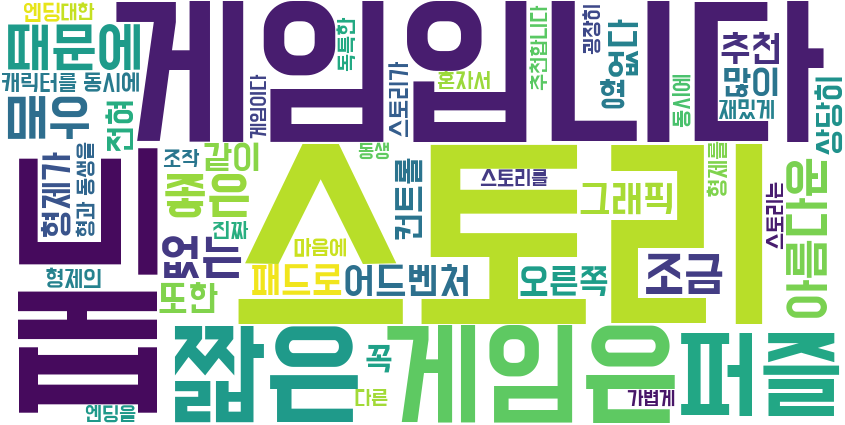 엔딩대한
때문에
캐릭터를 동시에
매우
전혀
게임입니다
게임이다
독특한
스토리가
혼자서
추천합니다
굉장히
없다
옆
추천
많이
재밌게
동시에
상당히
패드
형제가
형과 동생을
조작
같이
좋은
진짜
없는
또한
형제의
스토리
동생
마음에
패드로
컨트롤
어드벤처
스토리를
그래픽
오른쪽
조금
형제를
스토리는
아름다운
짧은
꼭
다른
게임은
가볍게
퍼즐
엔딩을